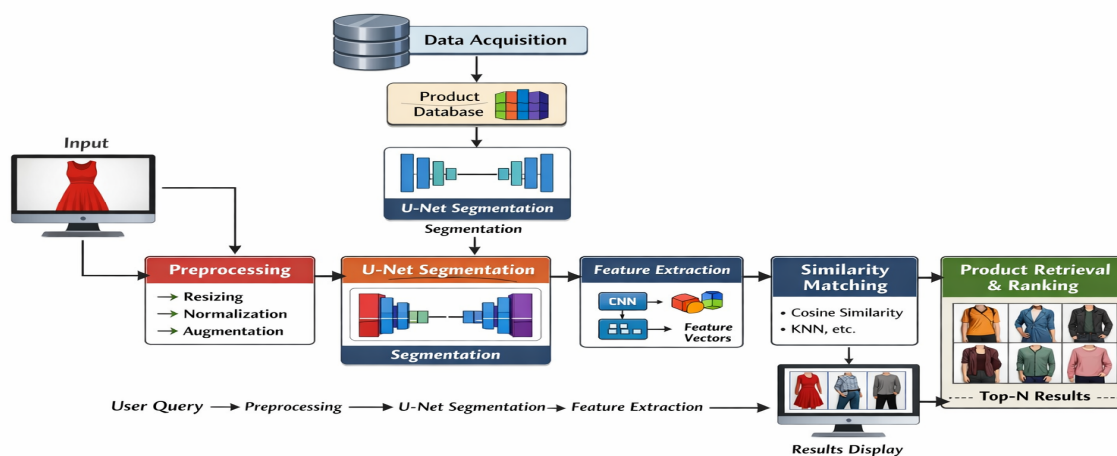 Data Acquisition
Product
Database
Input
U-Net Segmentation
Segmentation
Preprocessing
Resizing
Normalization
Augmentation
U-Net Segmentation
Segmentation
Feature Extraction
CNN
Feature
Vectors
Similarity
Matching
• Cosine Similarity
• KNN, etc.
Product Retrieval
& Ranking
Top-N Results
User Query → Preprocessing → U-Net Segmentation → Feature Extraction
Results Display